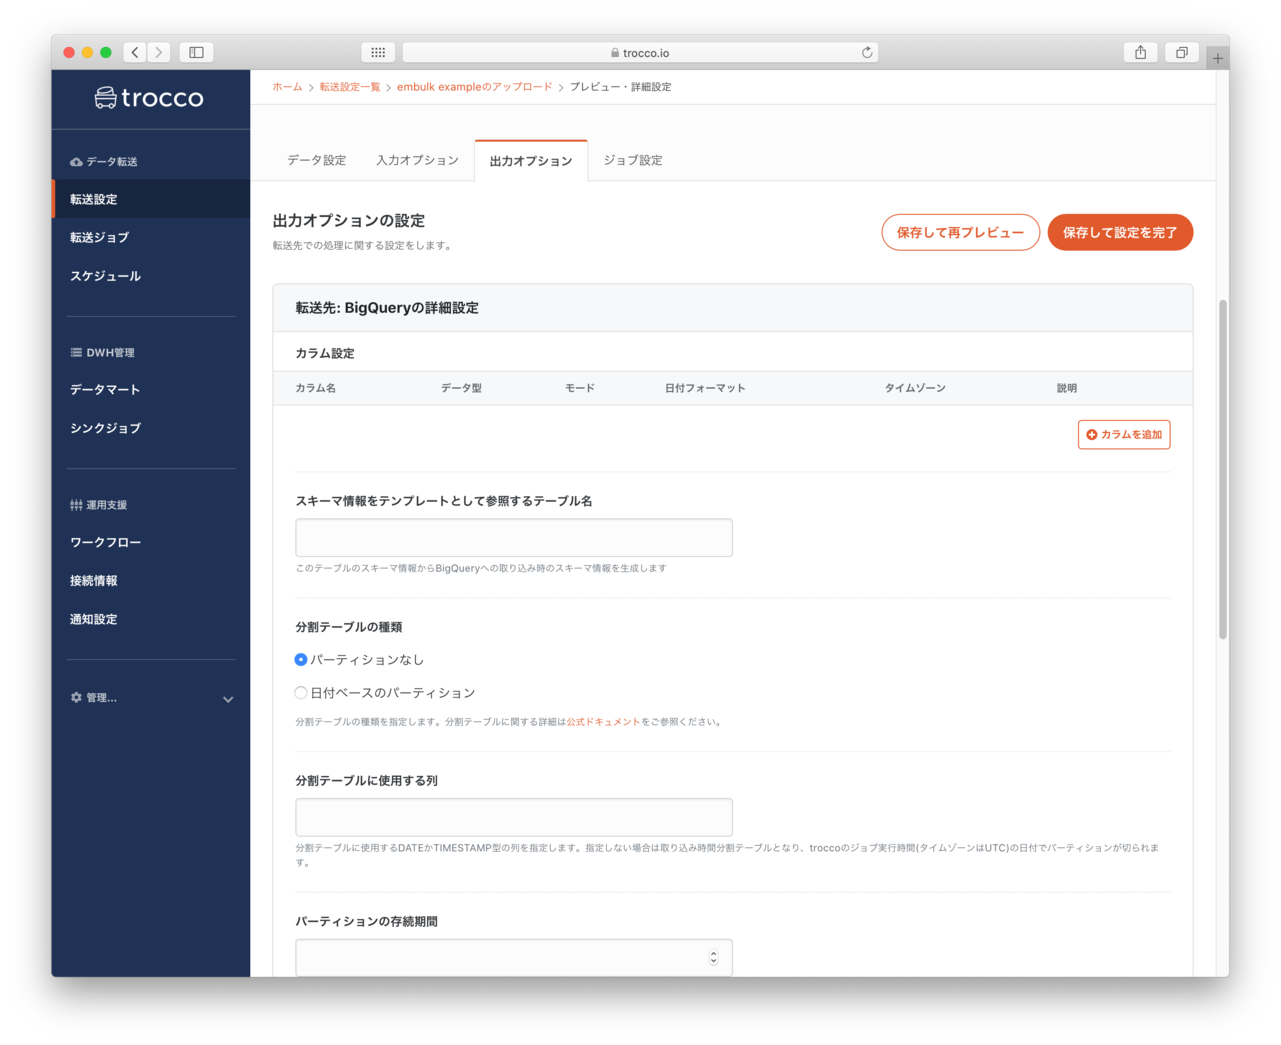 trocco.io
trocco
データ転送
転送設定
転送ジョブ
スケジュール
DWH管理
データマート
シンクジョブ
運用支援
ワークフロー
接続情報
通知設定
管理...
ホーム > 転送設定一覧 > embulk exampleのアップロード > プレビュー・詳細設定
データ設定 入力オプション 出力オプション ジョブ設定
出力オプションの設定
転送先での処理に関する設定をします。
保存して再プレビュー 保存して設定を完了
転送先: BigQueryの詳細設定
カラム設定
カラム名 データ型 モード 日付フォーマット タイムゾーン 説明
カラムを追加
スキーマ情報をテンプレートとして参照するテーブル名
このテーブルのスキーマ情報からBigQueryへの取り込み時のスキーマ情報を生成します
分割テーブルの種類
パーティションなし
日付ベースのパーティション
分割テーブルの種類を指定します。分割テーブルに関する詳細は公式ドキュメントをご参照ください。
分割テーブルに使用する列
分割テーブルに使用するDATEかTIMESTAMP型の列を指定します。指定しない場合は取り込み時間分割テーブルとなり、troccoのジョブ実行時間(タイムゾーンはUTC)の日付でパーティションが切られま
す。
パーティションの存続期間